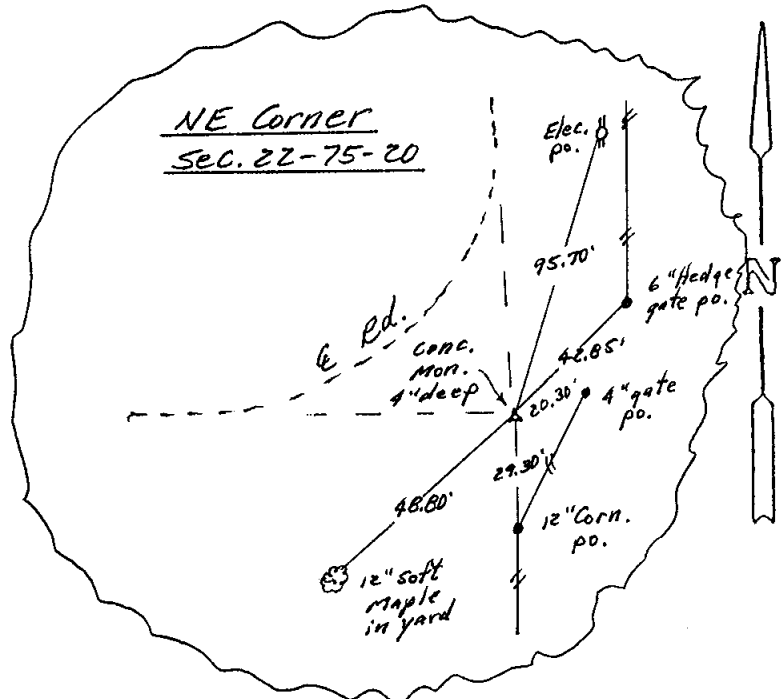 NE Corner
Sec. 22-75-20
Elec.
po.
95.70'
N
6" Hedge
gate po.
℄ Rd.
Conc.
Mon.
4" deep
42.85'
20.30'
4" gate
po.
29.30'
48.80'
12" Corn.
po.
12" soft
maple
in yard